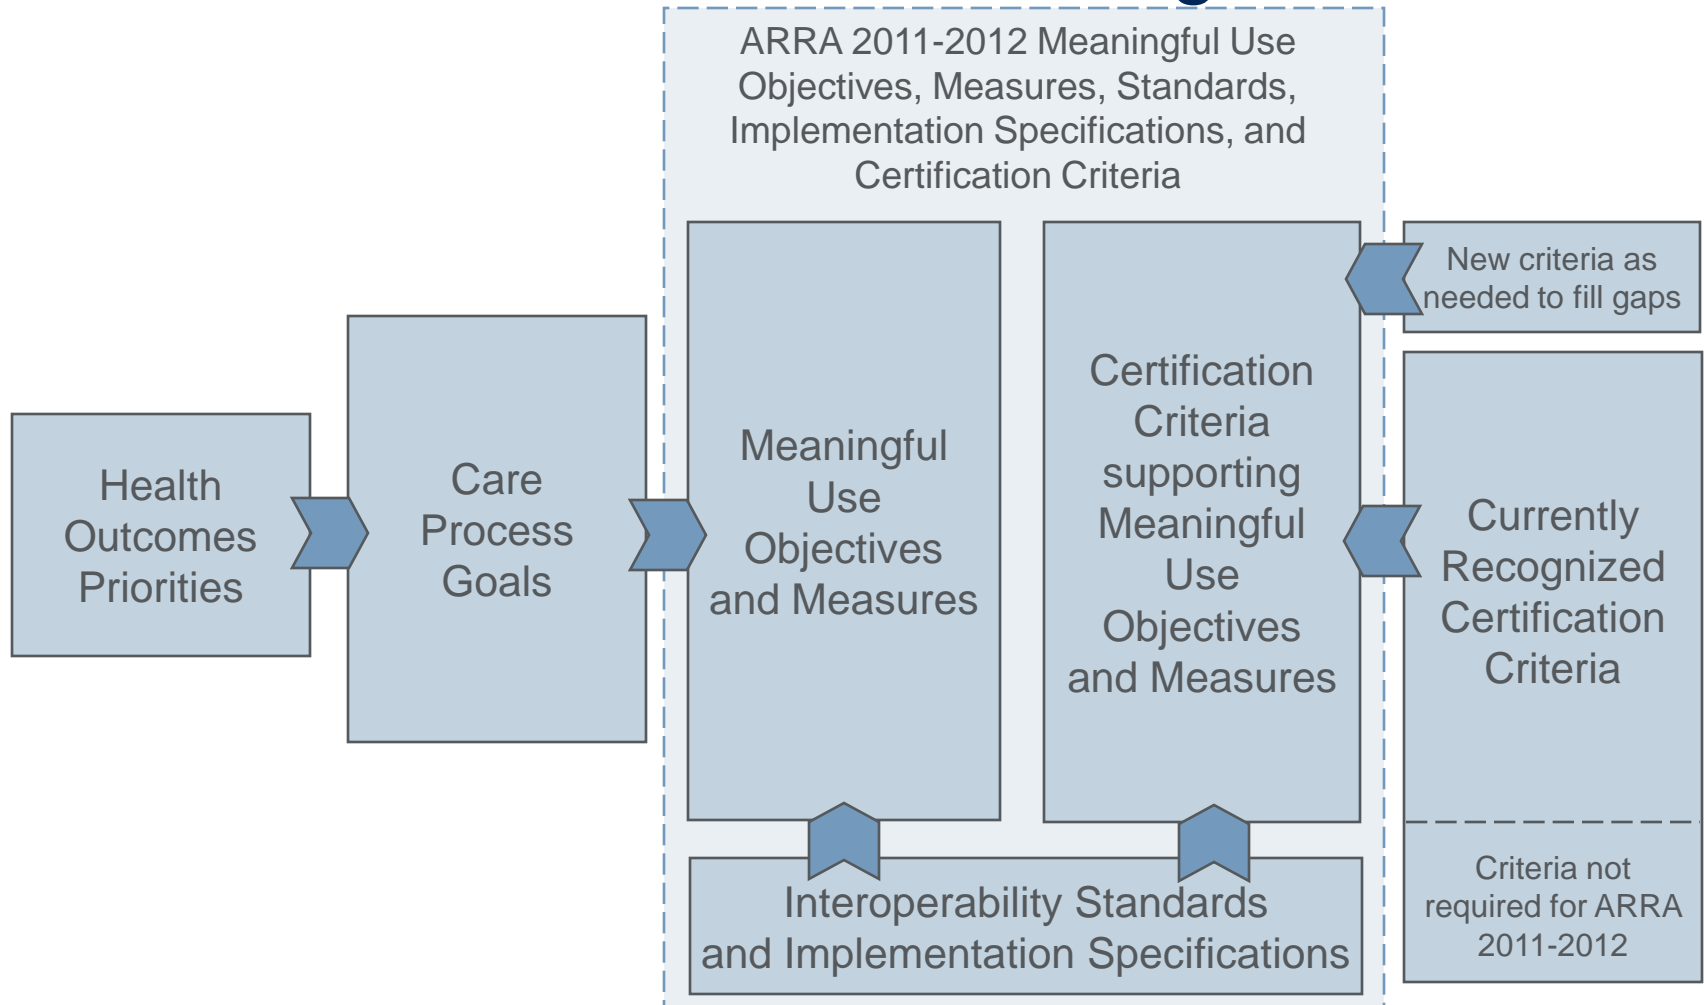 ARRA 2011-2012 Meaningful Use
Objectives, Measures, Standards,
Implementation Specifications, and
Certification Criteria
Health
Outcomes
Priorities
Care
Process
Goals
Meaningful
Use
Objectives
and Measures
Certification
Criteria
supporting
Meaningful
Use
Objectives
and Measures
New criteria as
needed to fill gaps
Currently
Recognized
Certification
Criteria
Criteria not
required for ARRA
2011-2012
Interoperability Standards
and Implementation Specifications